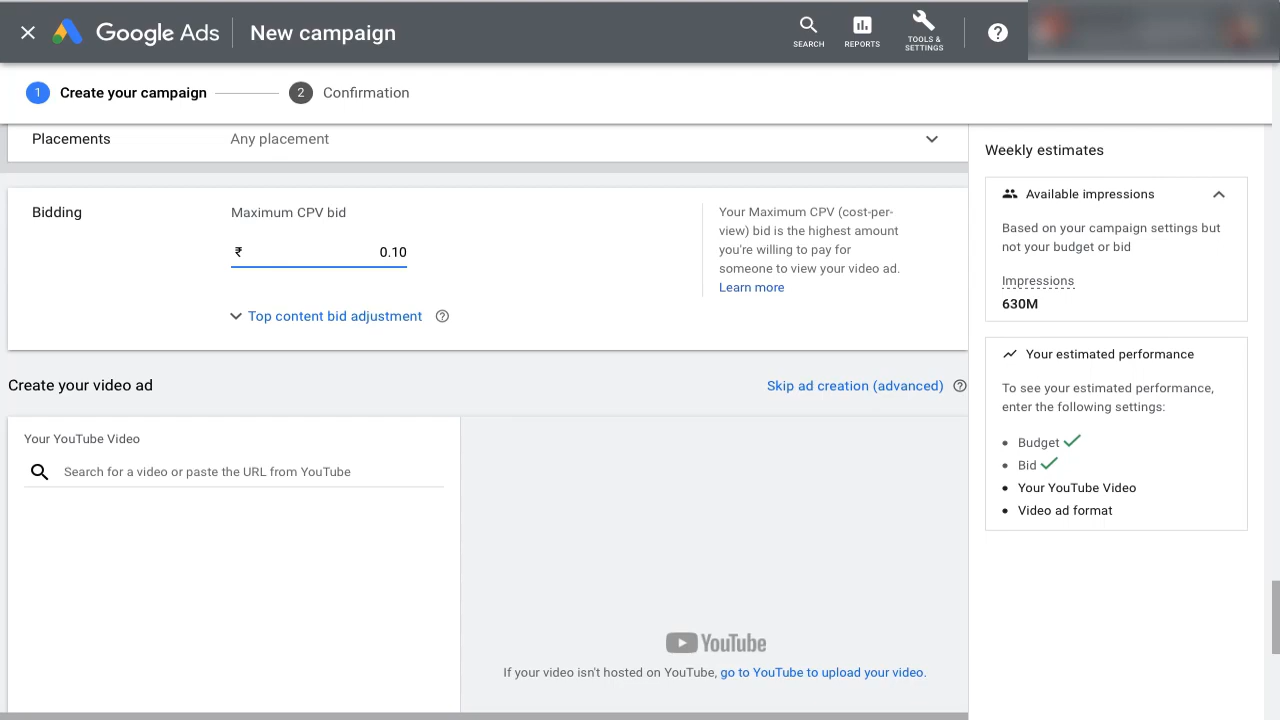 Google Ads
New campaign
SEARCH
REPORTS
TOOLS &
SETTINGS
?
1
Create your campaign
2
Confirmation
Placements
Any placement
Bidding
Maximum CPV bid
₹ 0.10
Top content bid adjustment
Your Maximum CPV (cost-per-
view) bid is the highest amount
you're willing to pay for
someone to view your video ad.
Learn more
Create your video ad
Skip ad creation (advanced)
Your YouTube Video
Search for a video or paste the URL from YouTube
YouTube
If your video isn't hosted on YouTube, go to YouTube to upload your video.
Weekly estimates
Available impressions
Based on your campaign settings but
not your budget or bid
Impressions
630M
Your estimated performance
To see your estimated performance,
enter the following settings:
• Budget
• Bid
• Your YouTube Video
• Video ad format